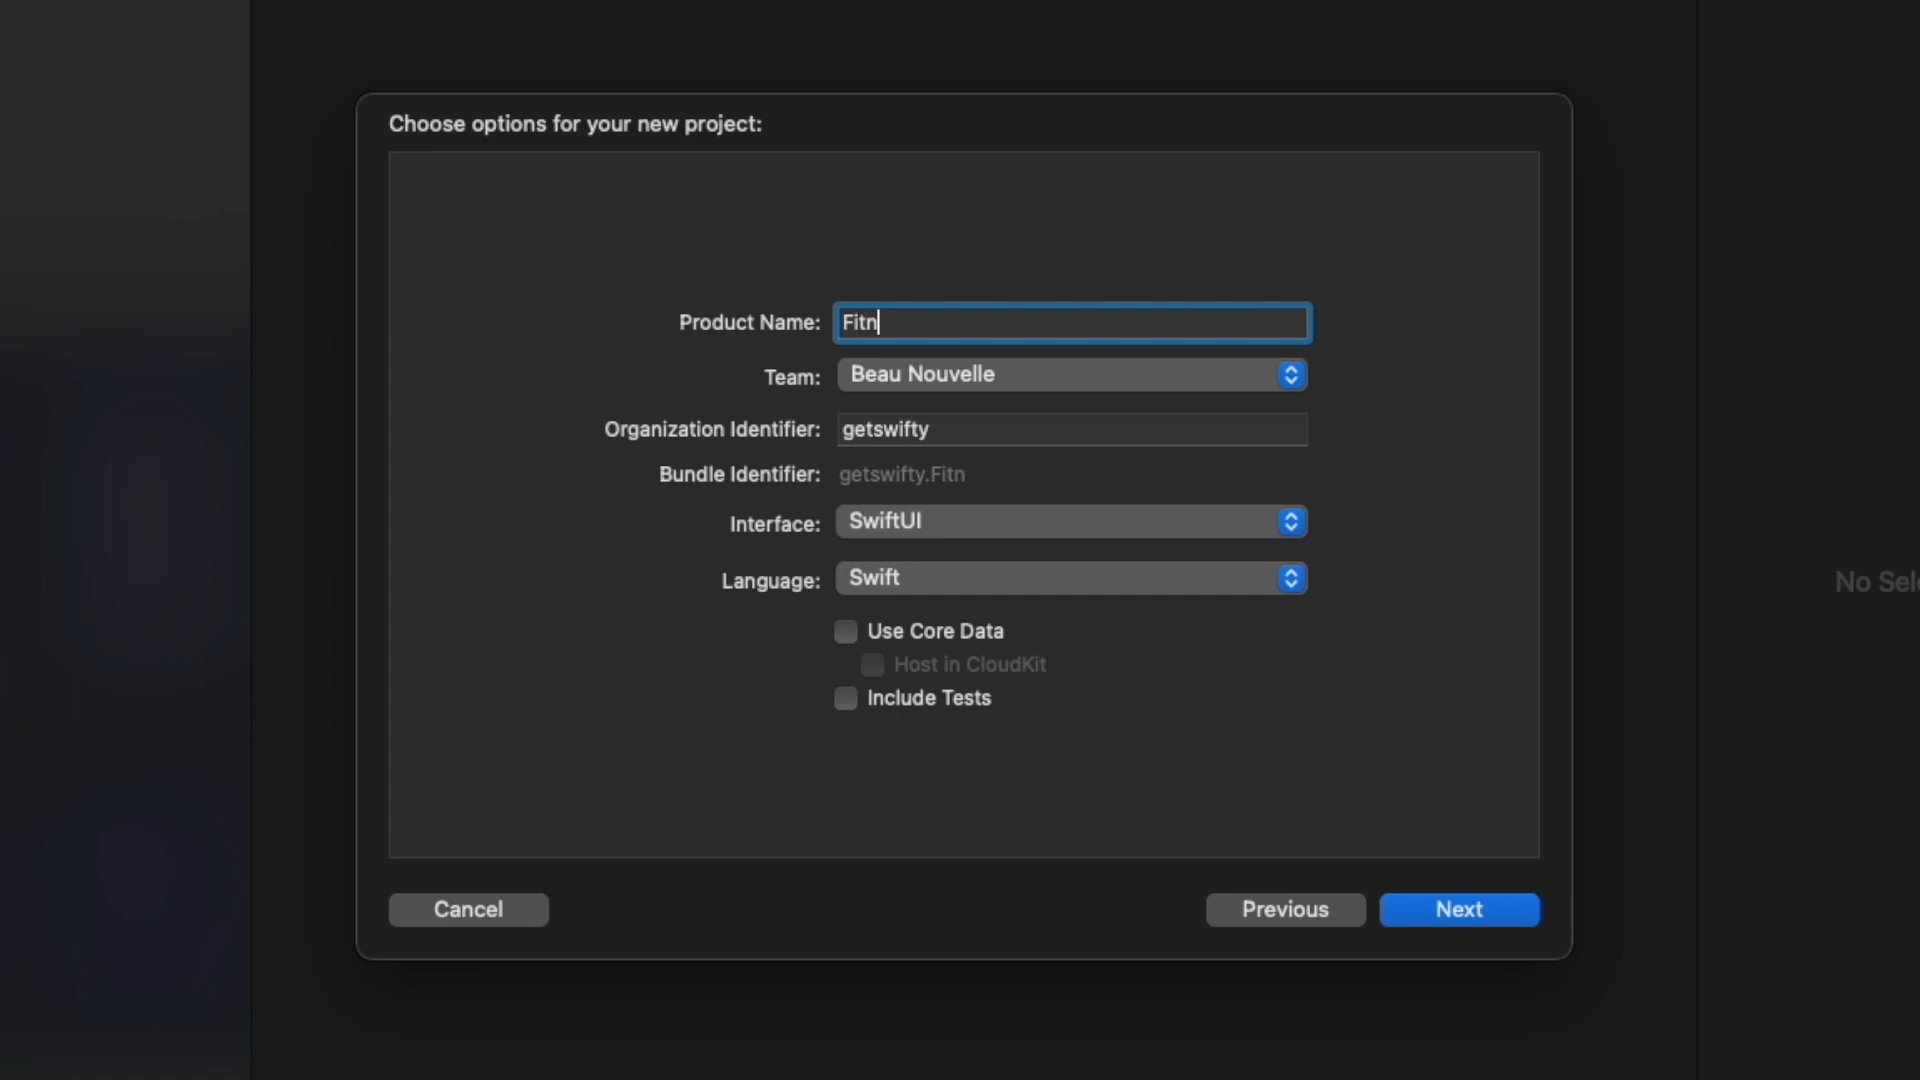 Choose options for your new project:
Product Name: Fitn
Team: Beau Nouvelle
Organization Identifier: getswifty
Bundle Identifier: getswifty.Fitn
Interface: SwiftUI
No
Language: Swift
Use Core Data
Host in CloudKit
Include Tests
Cancel Previous Next